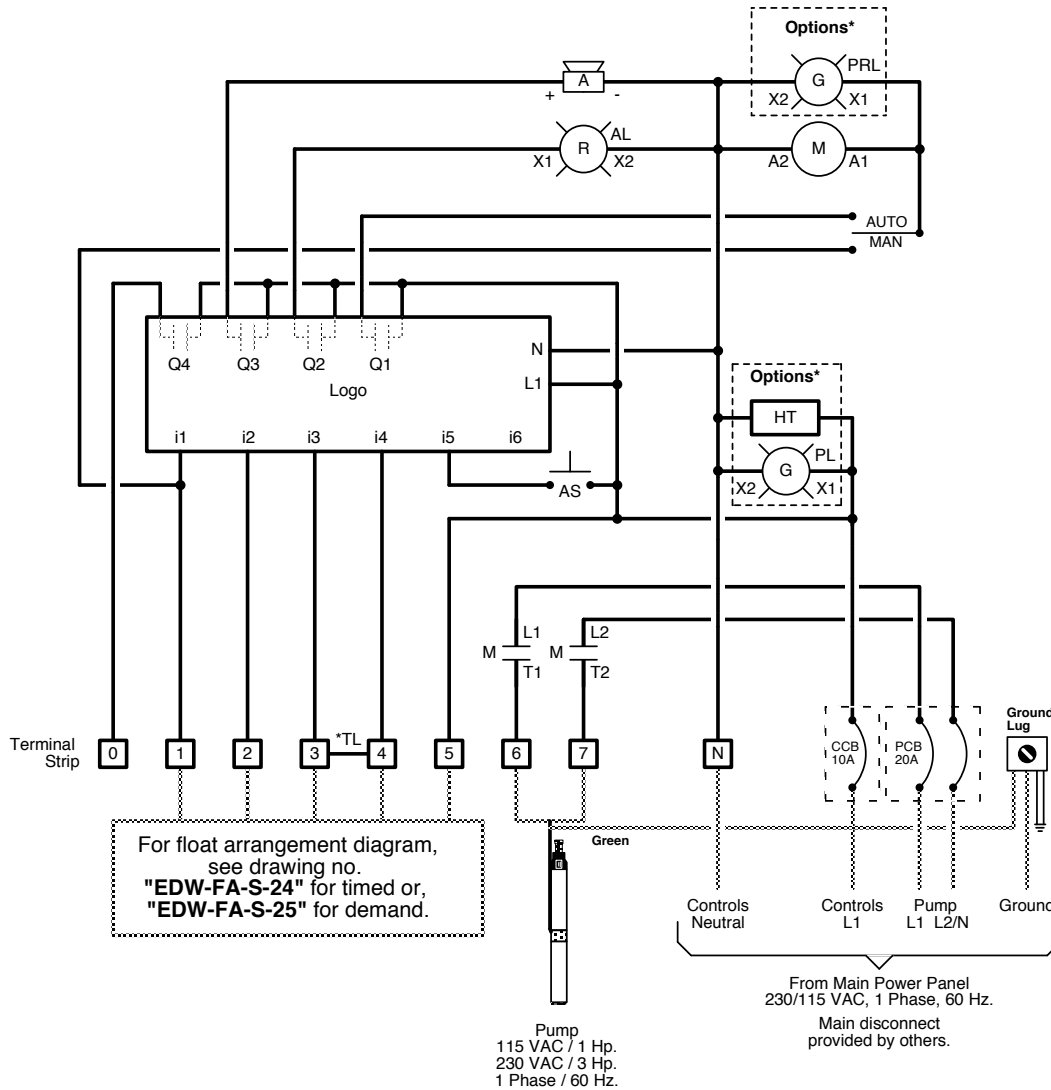 Options*
A
+ -
G
PRL
X2 X1
R
AL
X1 X2
M
A2 A1
AUTO
MAN
Q4 Q3 Q2 Q1
N
Logo
L1
i1 i2 i3 i4 i5 i6
AS
Options*
HT
G
PL
X2 X1
L1 L2
M M
T1 T2
Terminal
Strip
0 1 2 3 *TL 4 5 6 7 N
CCB
10A
PCB
20A
Ground
Lug
Green
For float arrangement diagram,
see drawing no.
"EDW-FA-S-24" for timed or,
"EDW-FA-S-25" for demand.
Controls
Neutral
Controls
L1
Pump
L1 L2/N
Ground
From Main Power Panel
230/115 VAC, 1 Phase, 60 Hz.
Main disconnect
provided by others.
Pump
115 VAC / 1 Hp.
230 VAC / 3 Hp.
1 Phase / 60 Hz.